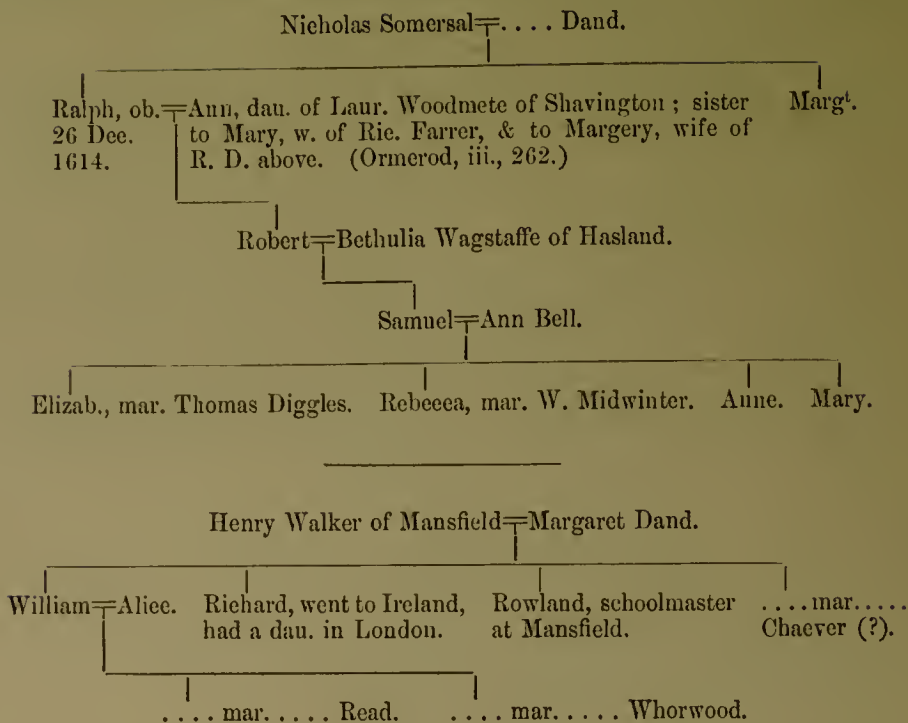 Nicholas Somersal=.... Dand.
Ralph, ob. 26 Dec. 1614.=Ann, dau. of Laur. Woodmete of Shavington ; sister to Mary, w. of Ric. Farrer, & to Margery, wife of R. D. above. (Ormerod, iii., 262.) Margt.
Robert=Bethulia Wagstaffe of Hasland.
Samuel=Ann Bell.
Elizab., mar. Thomas Diggles. Rebecca, mar. W. Midwinter. Anne. Mary.
Henry Walker of Mansfield=Margaret Dand.
William=Alice. Richard, went to Ireland, had a dau. in London. Rowland, schoolmaster at Mansfield. ....mar..... Chaever (?).
.... mar..... Read. .... mar..... Whorwood.